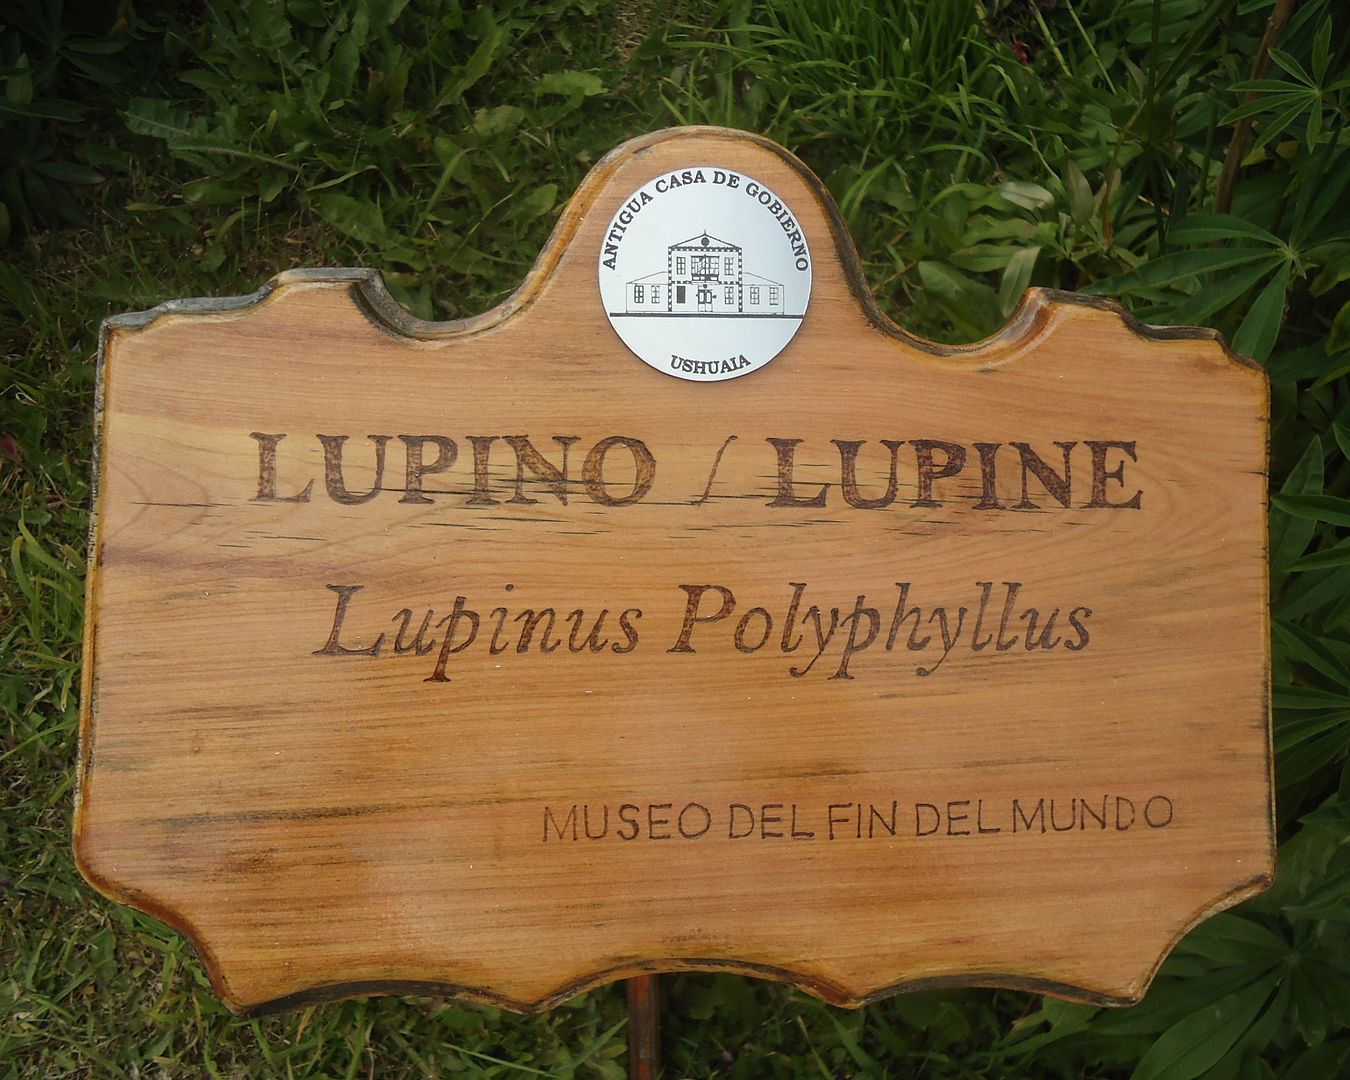 ANTIGUA CASA DE GOBIERNO
USHUAIA
LUPINO / LUPINE
Lupinus Polyphyllus
MUSEO DEL FIN DEL MUNDO